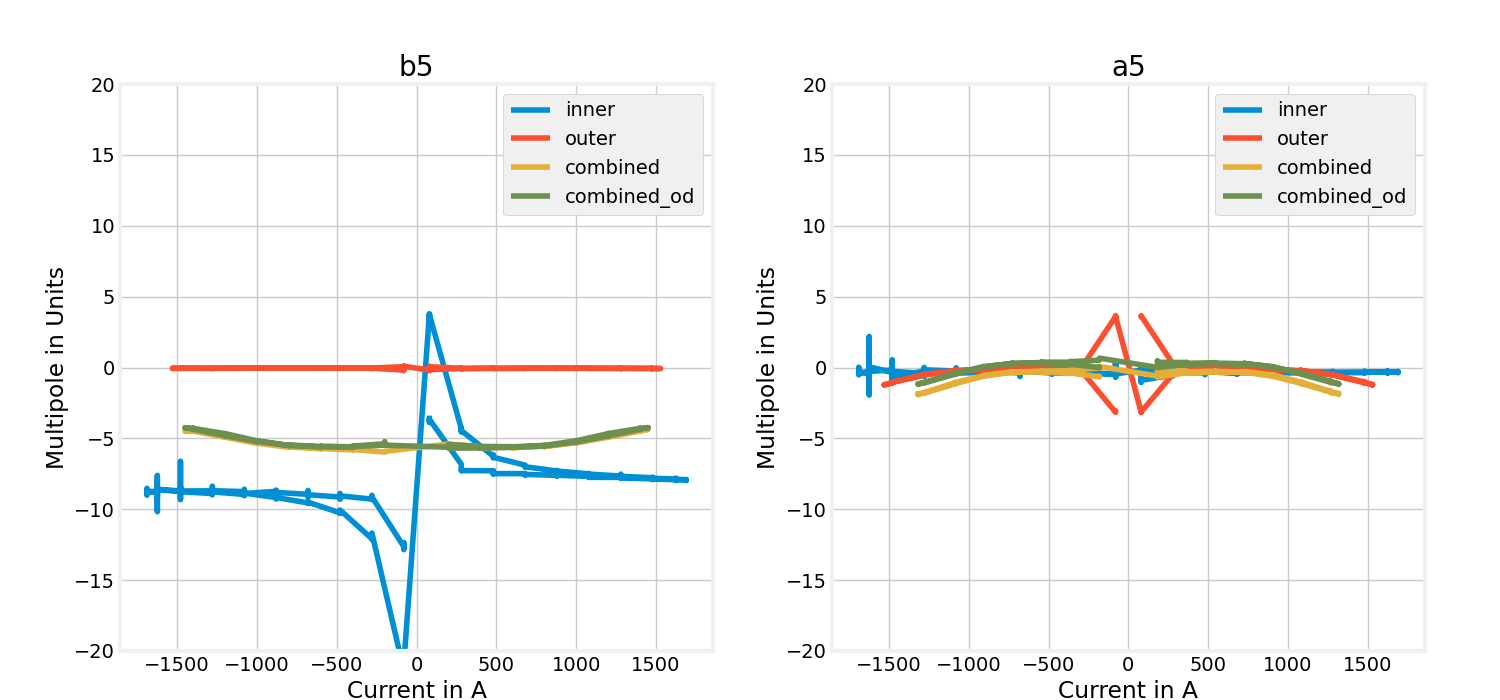 b5
20
15
10
5
0
−5
−10
−15
−20
Multipole in Units
inner
outer
combined
combined_od
−1500 −1000 −500 0 500 1000 1500
Current in A
a5
20
15
10
5
0
−5
−10
−15
−20
Multipole in Units
inner
outer
combined
combined_od
−1500 −1000 −500 0 500 1000 1500
Current in A